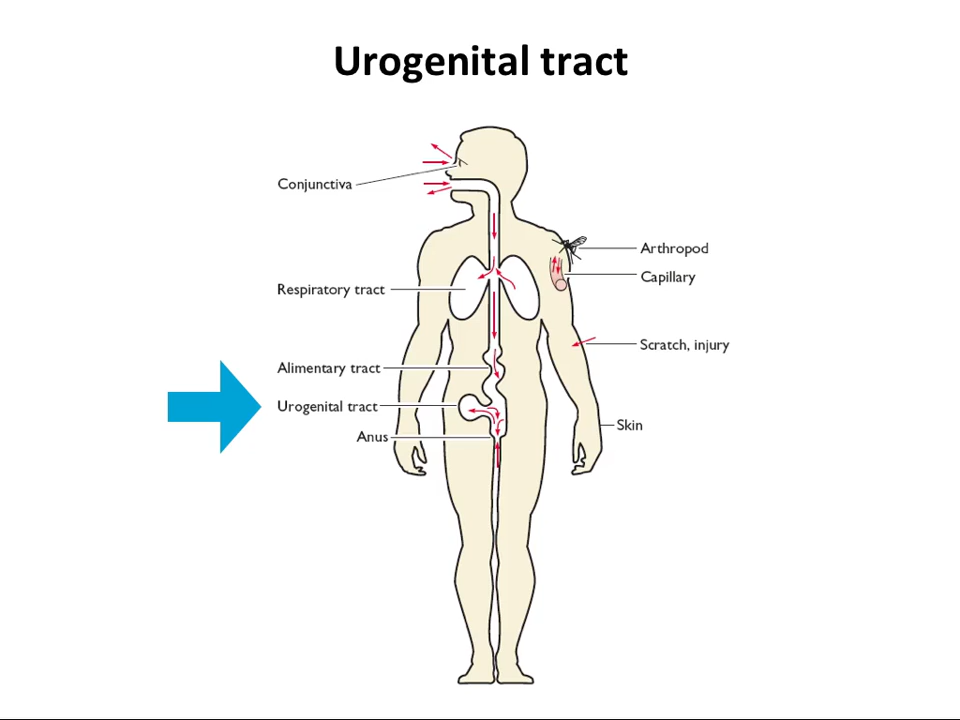 Urogenital tract
Conjunctiva
Arthropod
Capillary
Respiratory tract
Scratch, injury
Alimentary tract
Urogenital tract
Skin
Anus